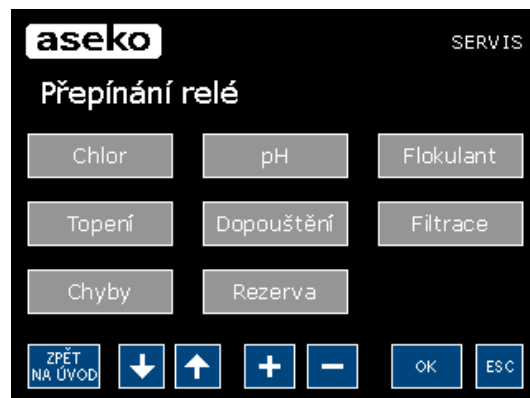 aseko
SERVIS
Přepínání relé
Chlor
pH
Flokulant
Topení
Dopouštění
Filtrace
Chyby
Rezerva
ZPĚT
NA ÚVOD
+
−
OK
ESC